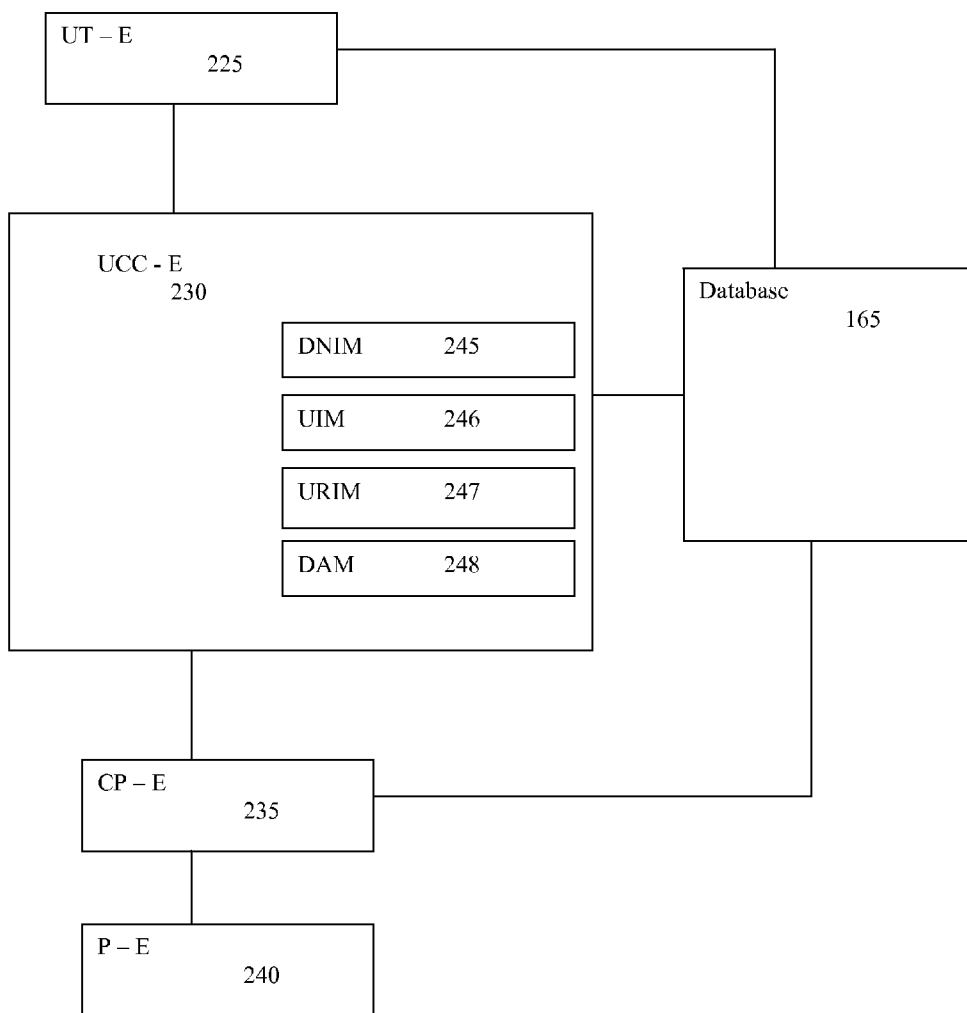 UT – E
225
UCC - E
230
DNIM 245
UIM 246
URIM 247
DAM 248
Database
165
CP – E
235
P – E
240